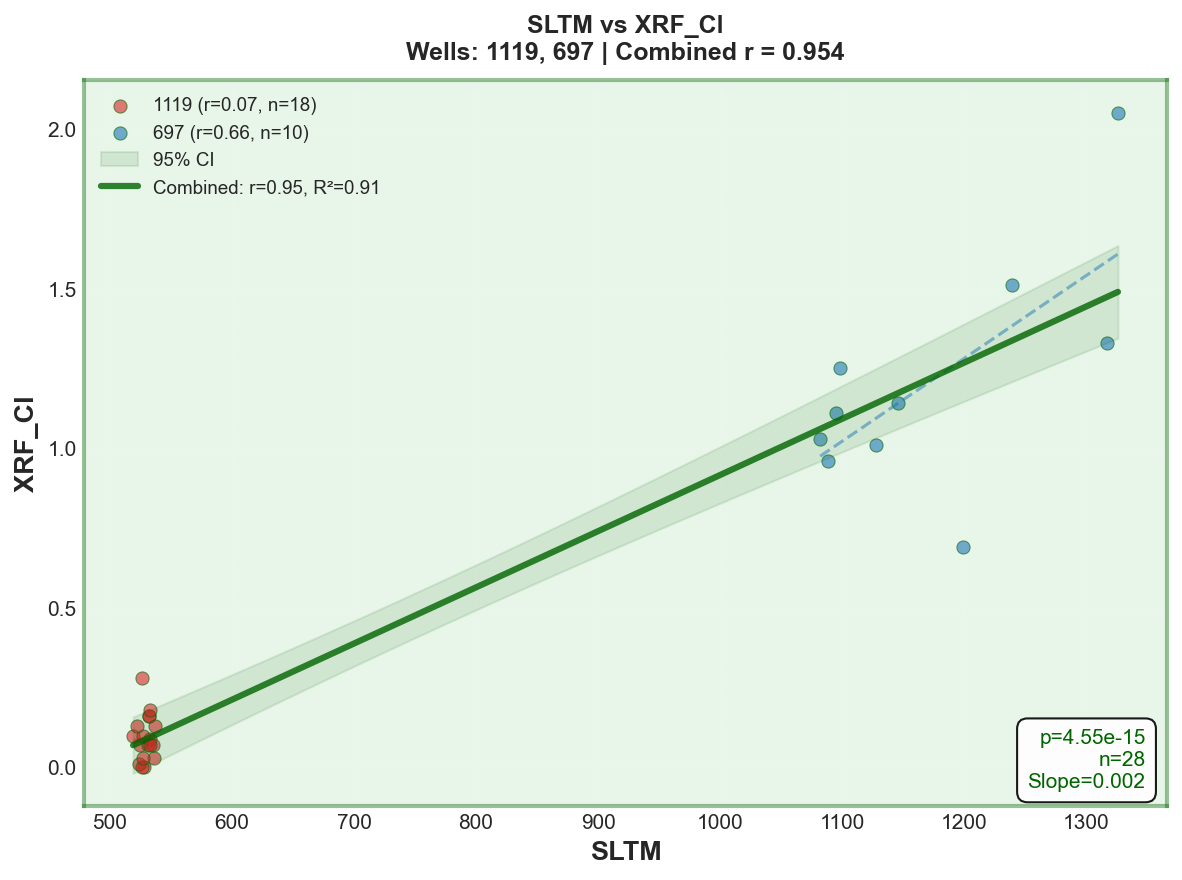 SLTM vs XRF_Cl
Wells: 1119, 697 | Combined r = 0.954
1119 (r=0.07, n=18)
697 (r=0.66, n=10)
95% CI
Combined: r=0.95, R²=0.91
XRF_Cl
2.0
1.5
1.0
0.5
0.0
p=4.55e-15
n=28
Slope=0.002
500 600 700 800 900 1000 1100 1200 1300
SLTM